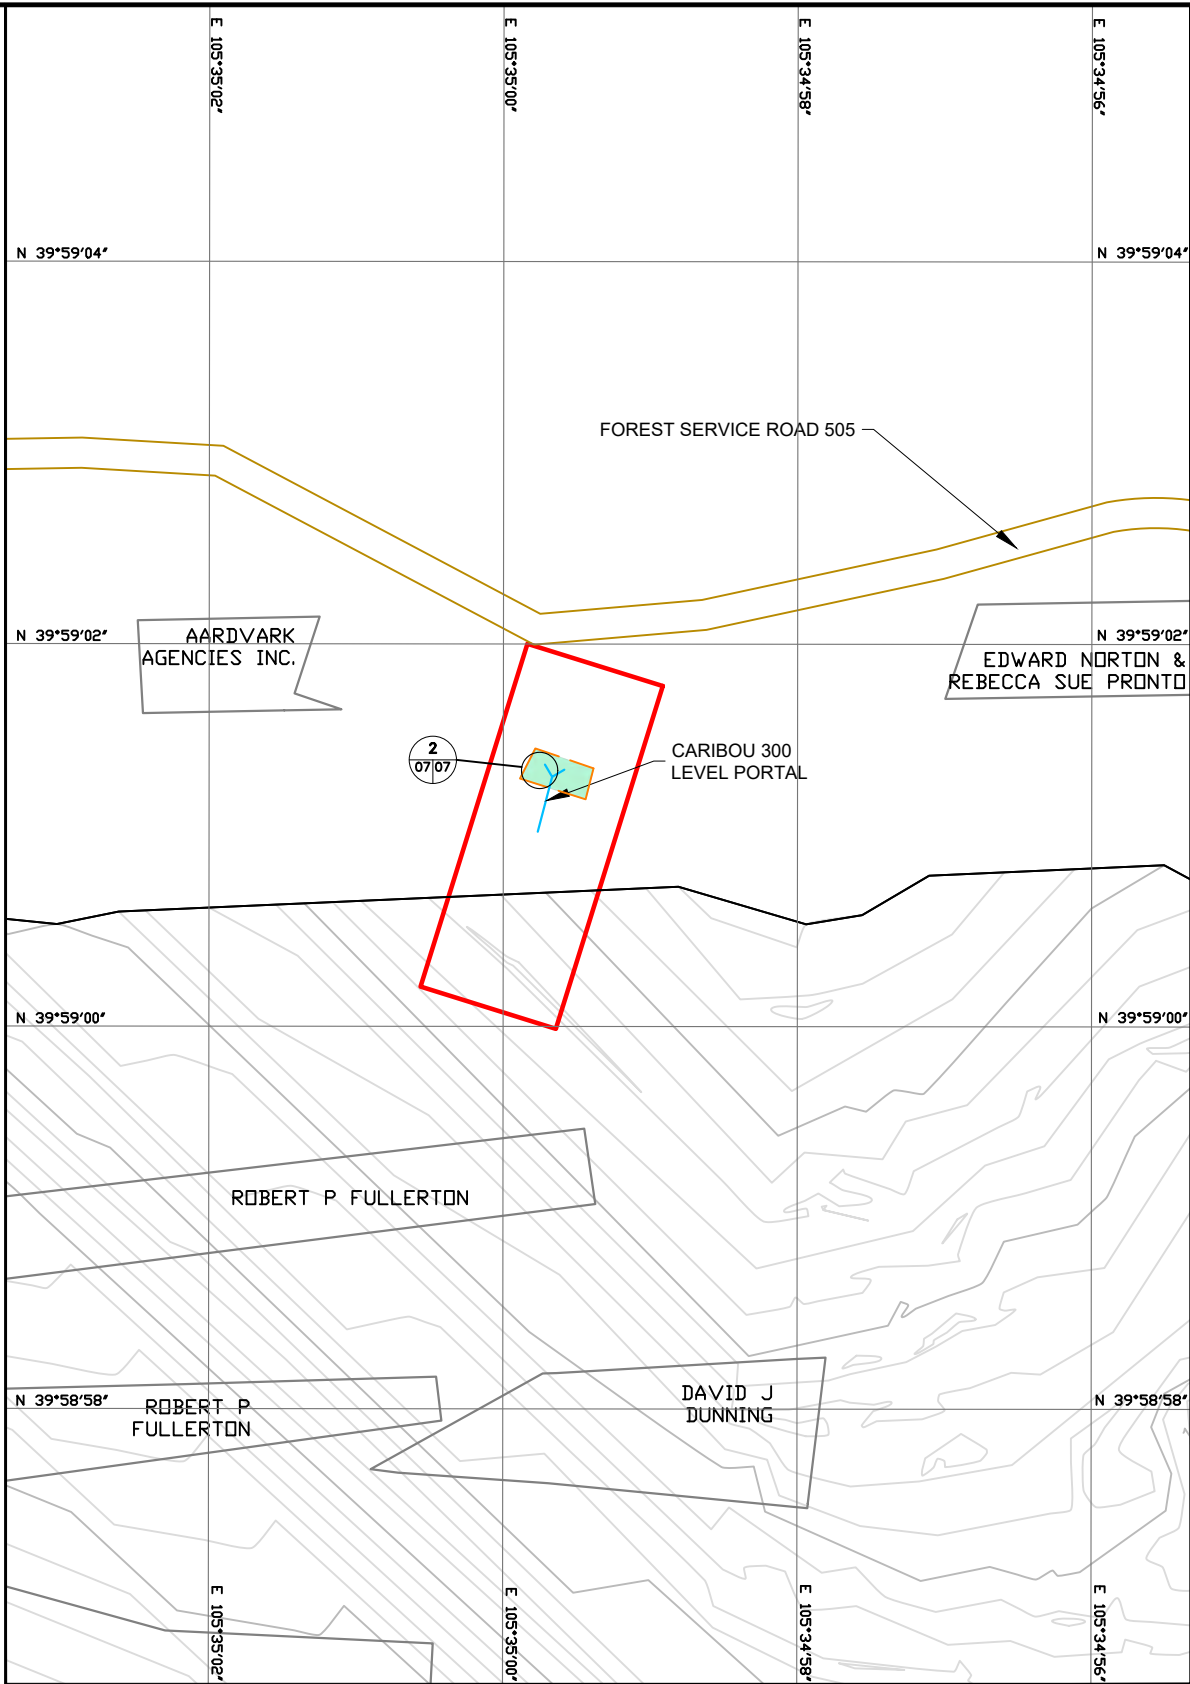 E 105°35'02"
E 105°35'00"
E 105°34'58"
E 105°34'56"
N 39°59'04"
N 39°59'04"
FOREST SERVICE ROAD 505
N 39°59'02"
N 39°59'02"
AARDVARK
AGENCIES INC.
EDWARD NORTON &
REBECCA SUE PRONTO
2
07 07
CARIBOU 300
LEVEL PORTAL
N 39°59'00"
N 39°59'00"
ROBERT P FULLERTON
N 39°58'58"
N 39°58'58"
ROBERT P
FULLERTON
DAVID J
DUNNING
E 105°35'02"
E 105°35'00"
E 105°34'58"
E 105°34'56"